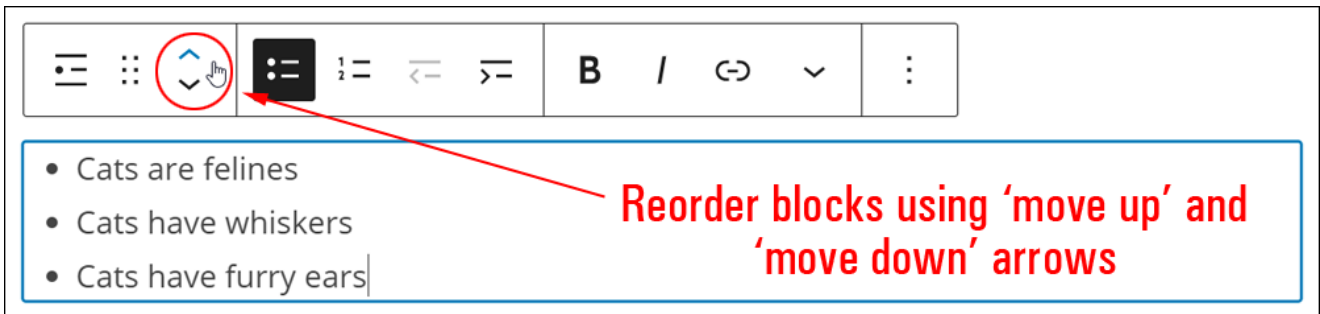 B I
Cats are felines
Cats have whiskers
Cats have furry ears
Reorder blocks using ‘move up’ and
‘move down’ arrows